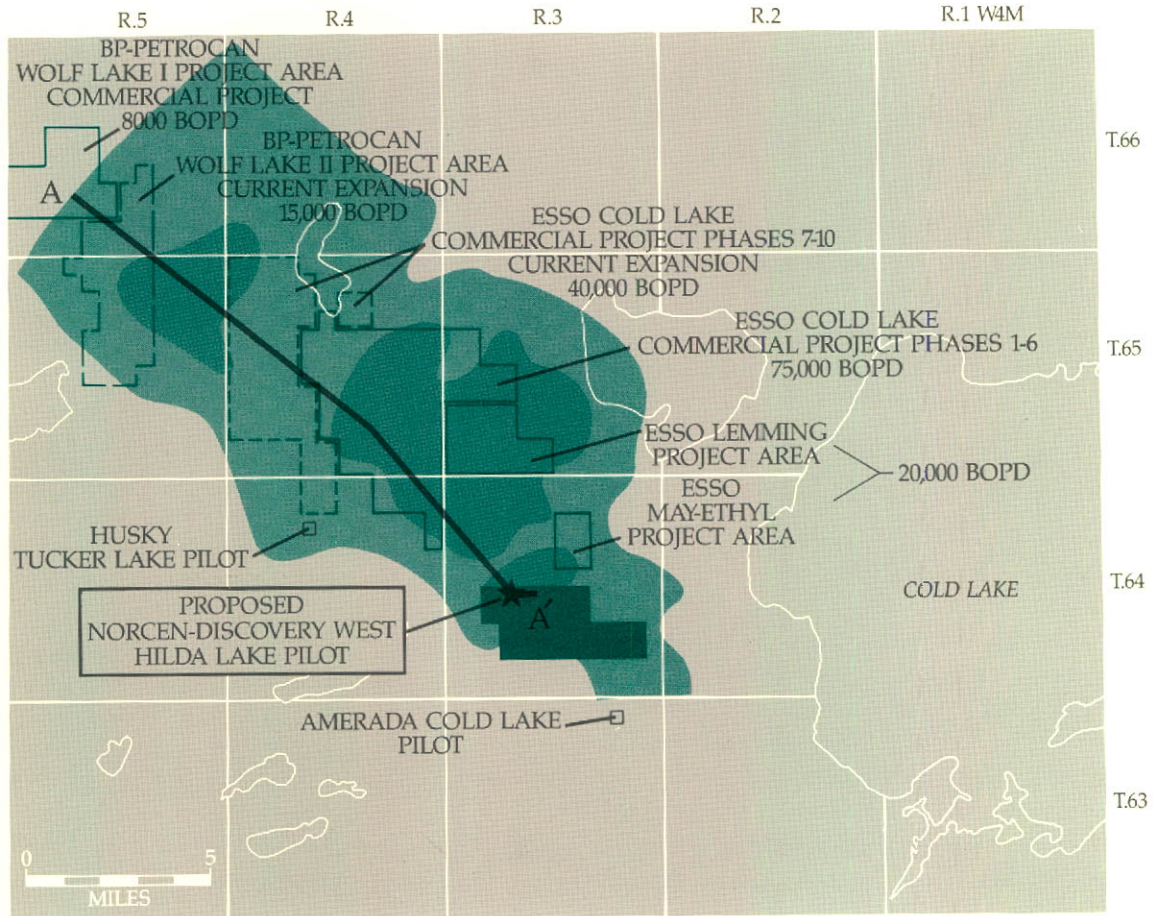 R.5 R.4 R.3 R.2 R.1 W4M
BP-PETROCAN
WOLF LAKE I PROJECT AREA
COMMERCIAL PROJECT
8000 BOPD
BP-PETROCAN
WOLF LAKE II PROJECT AREA
CURRENT EXPANSION
15,000 BOPD
T.66
A
ESSO COLD LAKE
COMMERCIAL PROJECT PHASES 7-10
CURRENT EXPANSION
40,000 BOPD
ESSO COLD LAKE
COMMERCIAL PROJECT PHASES 1-6
75,000 BOPD
T.65
ESSO LEMMING
PROJECT AREA
20,000 BOPD
ESSO
MAY-ETHYL
PROJECT AREA
HUSKY
TUCKER LAKE PILOT
COLD LAKE
T.64
PROPOSED
NORCEN-DISCOVERY WEST
HILDA LAKE PILOT
A'
AMERADA COLD LAKE
PILOT
T.63
0 5
MILES